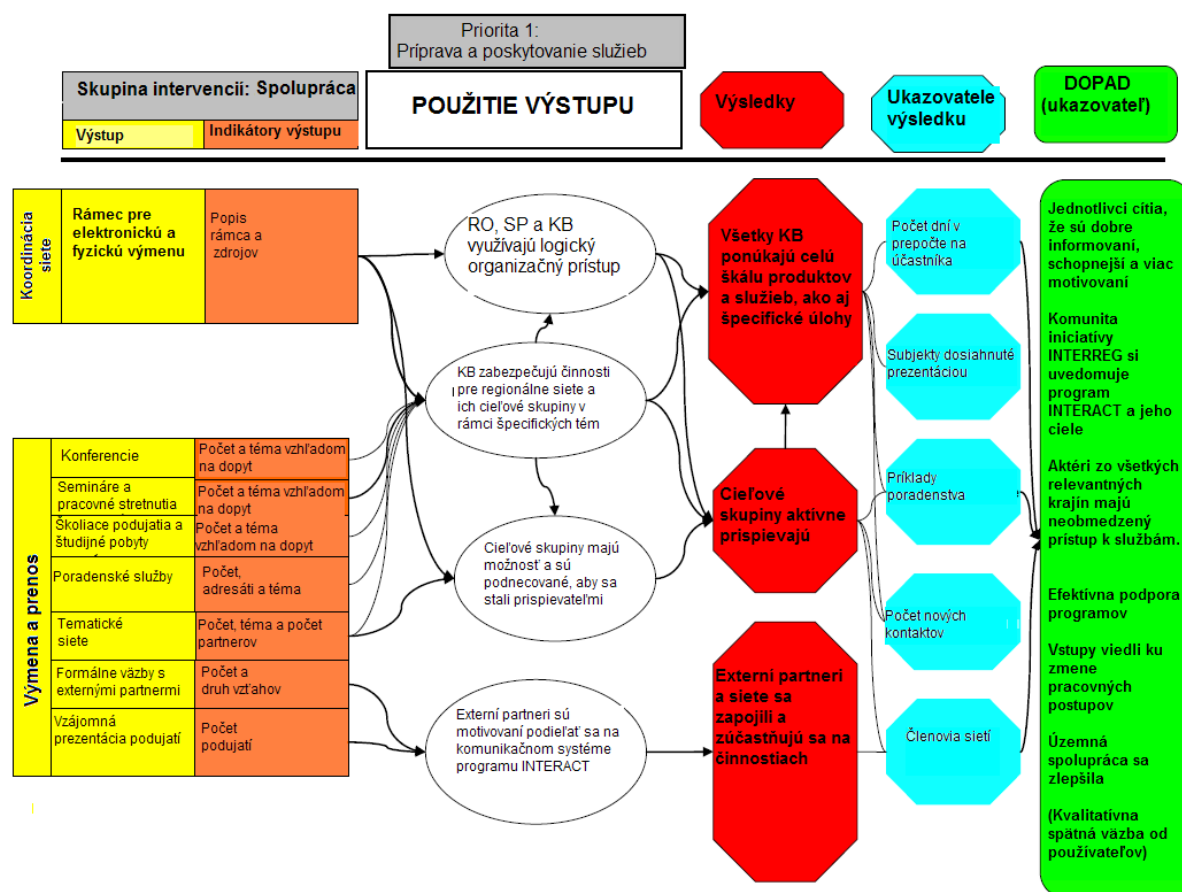 Priorita 1:
Príprava a poskytovanie služieb
Skupina intervencií: Spolupráca
Výstup
Indikátory výstupu
POUŽITIE VÝSTUPU
Výsledky
Ukazovatele
výsledku
DOPAD
(ukazovateľ)
Koordinácia
siete
Rámec pre
elektronickú a
fyzickú výmenu
Popis
rámca a
zdrojov
Výmena a prenos
Konferencie
Počet a téma vzhľadom
na dopyt
Semináre a
pracovné stretnutia
Počet a téma vzhľadom
na dopyt
Školiace podujatia a
študijné pobyty
Počet a téma
vzhľadom na dopyt
Poradenské služby
Počet,
adresáti a téma
Tematické
siete
Počet, téma a počet
partnerov
Formálne väzby s
externými partnermi
Počet a
druh vzťahov
Vzájomná
prezentácia podujatí
Počet
podujatí
RO, SP a KB
využívajú logický
organizačný prístup
KB zabezpečujú činnosti
pre regionálne siete a
ich cieľové skupiny v
rámci špecifických tém
Cieľové skupiny majú
možnosť a sú
podnecované, aby sa
stali prispievateľmi
Externí partneri sú
motivovaní podieľať sa na
komunikačnom systéme
programu INTERACT
Všetky KB
ponúkajú celú
škálu produktov
a služieb, ako aj
špecifické úlohy
Cieľové
skupiny aktívne
prispievajú
Externí partneri
a siete sa
zapojili a
zúčastňujú sa na
činnostiach
Počet dní v
prepočte na
účastníka
Subjekty dosiahnuté
prezentáciou
Príklady
poradenstva
Počet nových
kontaktov
Členovia sietí
Jednotlivci cítia,
že sú dobre
informovaní,
schopnejší a viac
motivovaní
Komunita
iniciatívy
INTERREG si
uvedomuje
program
INTERACT a jeho
ciele
Aktéri zo všetkých
relevantných
krajín majú
neobmedzený
prístup k službám.
Efektívna podpora
programov
Vstupy viedli ku
zmene
pracovných
postupov
Územná
spolupráca sa
zlepšila
(Kvalitatívna
spätná väzba od
používateľov)